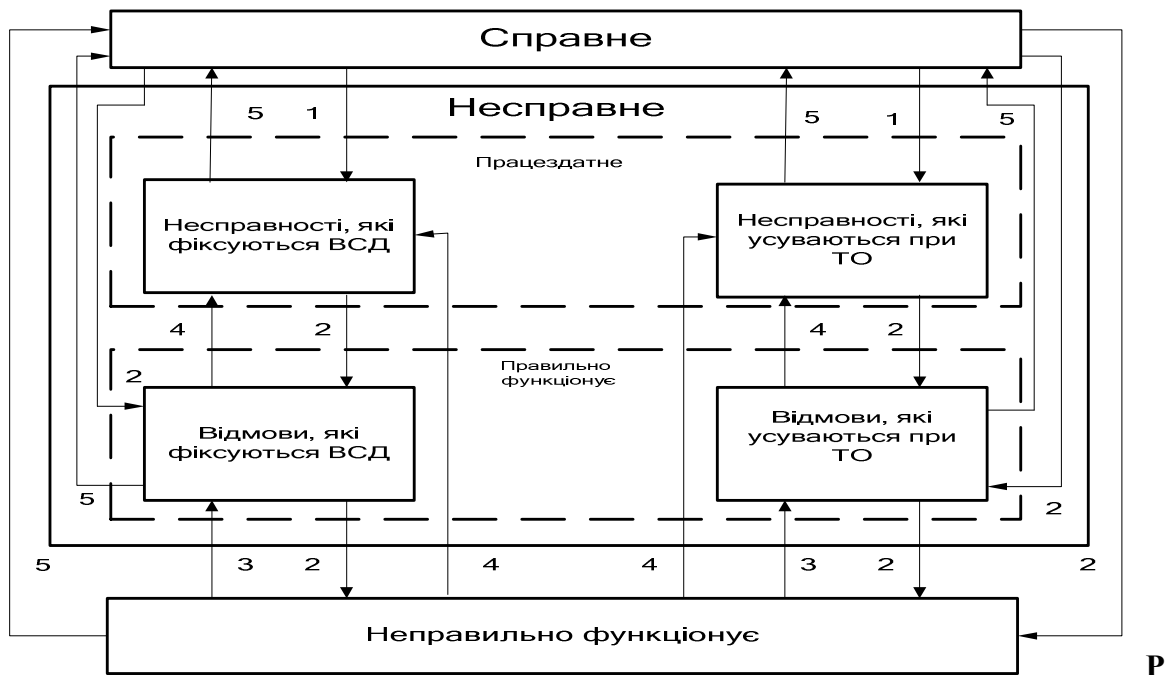 Справне
Несправне
5 1 5 1 5
Працездатне
Несправності, які
фіксуються ВСД
Несправності, які
усуваються при
ТО
4 2 4 2
Правильно
функціонує
2
Відмови, які
фіксуються ВСД
Відмови, які
усуваються при
ТО
5 2
5 3 2 4 4 3 2 2
Неправильно функціонує
Р